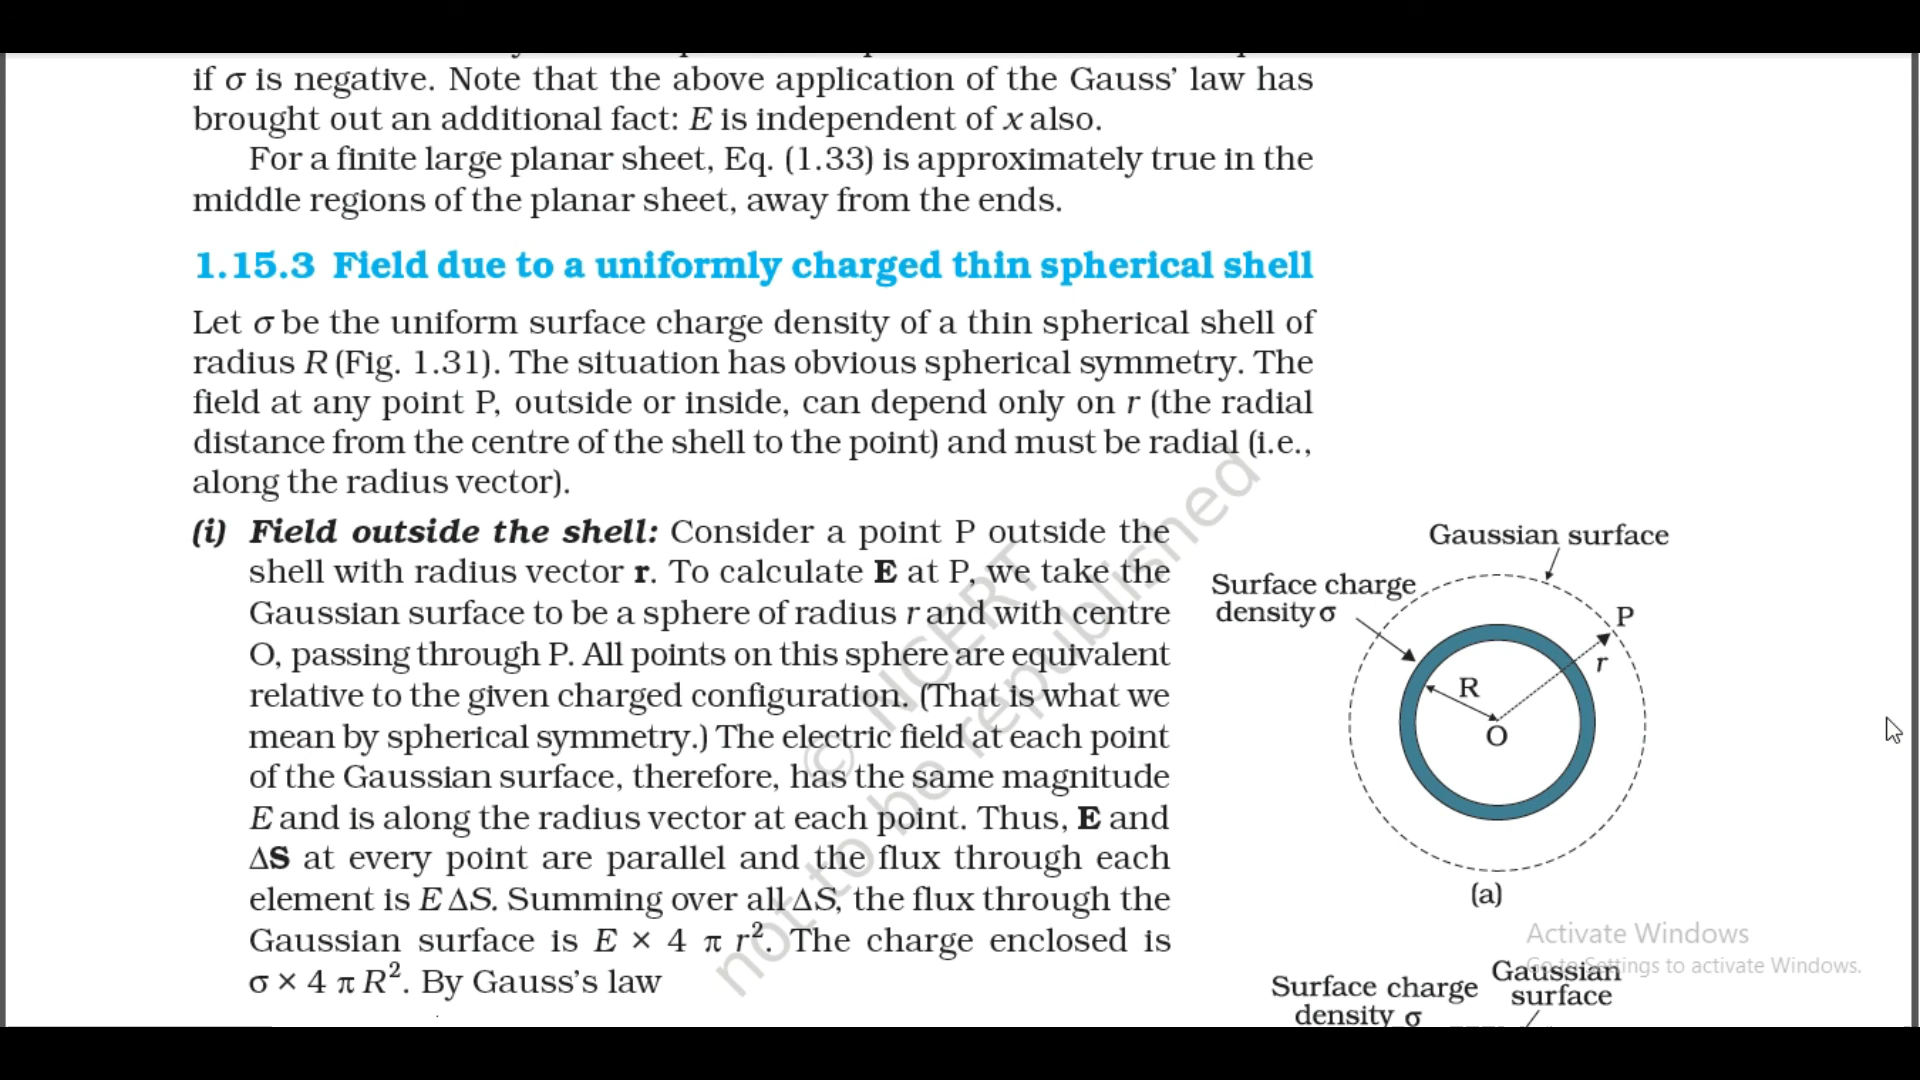 if σ is negative. Note that the above application of the Gauss’ law has
brought out an additional fact: E is independent of x also.
For a finite large planar sheet, Eq. (1.33) is approximately true in the
middle regions of the planar sheet, away from the ends.
1.15.3 Field due to a uniformly charged thin spherical shell
Let σ be the uniform surface charge density of a thin spherical shell of
radius R (Fig. 1.31). The situation has obvious spherical symmetry. The
field at any point P, outside or inside, can depend only on r (the radial
distance from the centre of the shell to the point) and must be radial (i.e.,
along the radius vector).
(i) Field outside the shell: Consider a point P outside the
shell with radius vector r. To calculate E at P, we take the
Gaussian surface to be a sphere of radius r and with centre
O, passing through P. All points on this sphere are equivalent
relative to the given charged configuration. (That is what we
mean by spherical symmetry.) The electric field at each point
of the Gaussian surface, therefore, has the same magnitude
E and is along the radius vector at each point. Thus, E and
ΔS at every point are parallel and the flux through each
element is E ΔS. Summing over all ΔS, the flux through the
Gaussian surface is E × 4 π r². The charge enclosed is
σ × 4 π R². By Gauss’s law
Gaussian surface
Surface charge
density σ
P
r
R
O
(a)
Surface charge
density σ
Gaussian
surface
© NCERT
not to be republished
Activate Windows
Go to Settings to activate Windows.